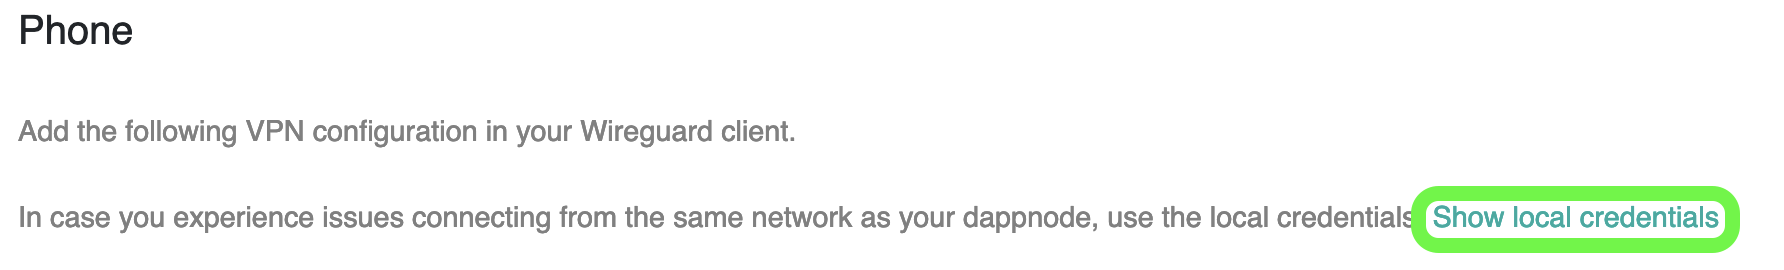 Phone
Add the following VPN configuration in your Wireguard client.
In case you experience issues connecting from the same network as your dappnode, use the local credentials Show local credentials